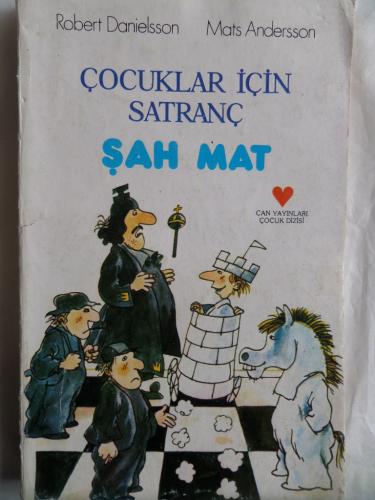 Robert Danielsson Mats Andersson
ÇOCUKLAR İÇİN
SATRANÇ
ŞAH MAT
CAN YAYINLARI
ÇOCUK DİZİSİ